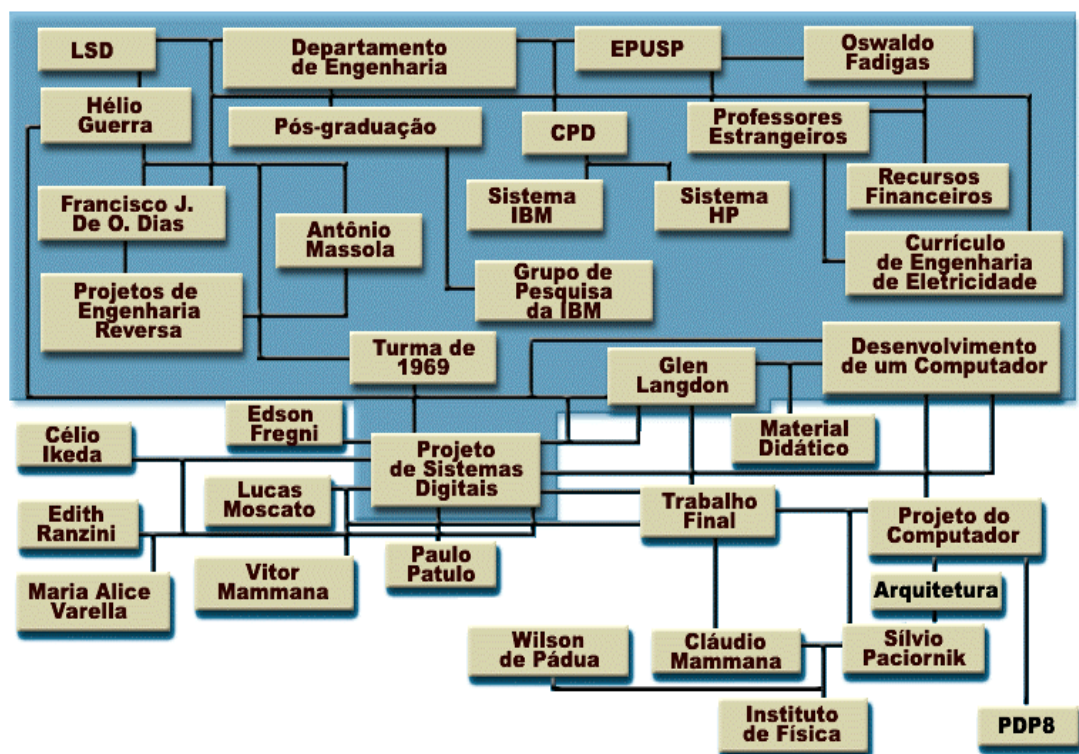 LSD
Departamento
de Engenharia
EPUSP
Oswaldo
Fadigas
Hélio
Guerra
Pós-graduação
CPD
Professores
Estrangeiros
Recursos
Financeiros
Francisco J.
De O. Dias
Antônio
Massola
Sistema
IBM
Sistema
HP
Currículo
de Engenharia
de Eletricidade
Projetos de
Engenharia
Reversa
Grupo de
Pesquisa
da IBM
Turma de
1969
Glen
Langdon
Desenvolvimento
de um Computador
Edson
Fregni
Material
Didático
Célio
Ikeda
Projeto
de Sistemas
Digitais
Lucas
Moscato
Trabalho
Final
Edith
Ranzini
Projeto do
Computador
Paulo
Patulo
Vitor
Mammana
Maria Alice
Varella
Arquitetura
Wilson
de Pádua
Cláudio
Mammana
Sílvio
Paciornik
Instituto
de Física
PDP8